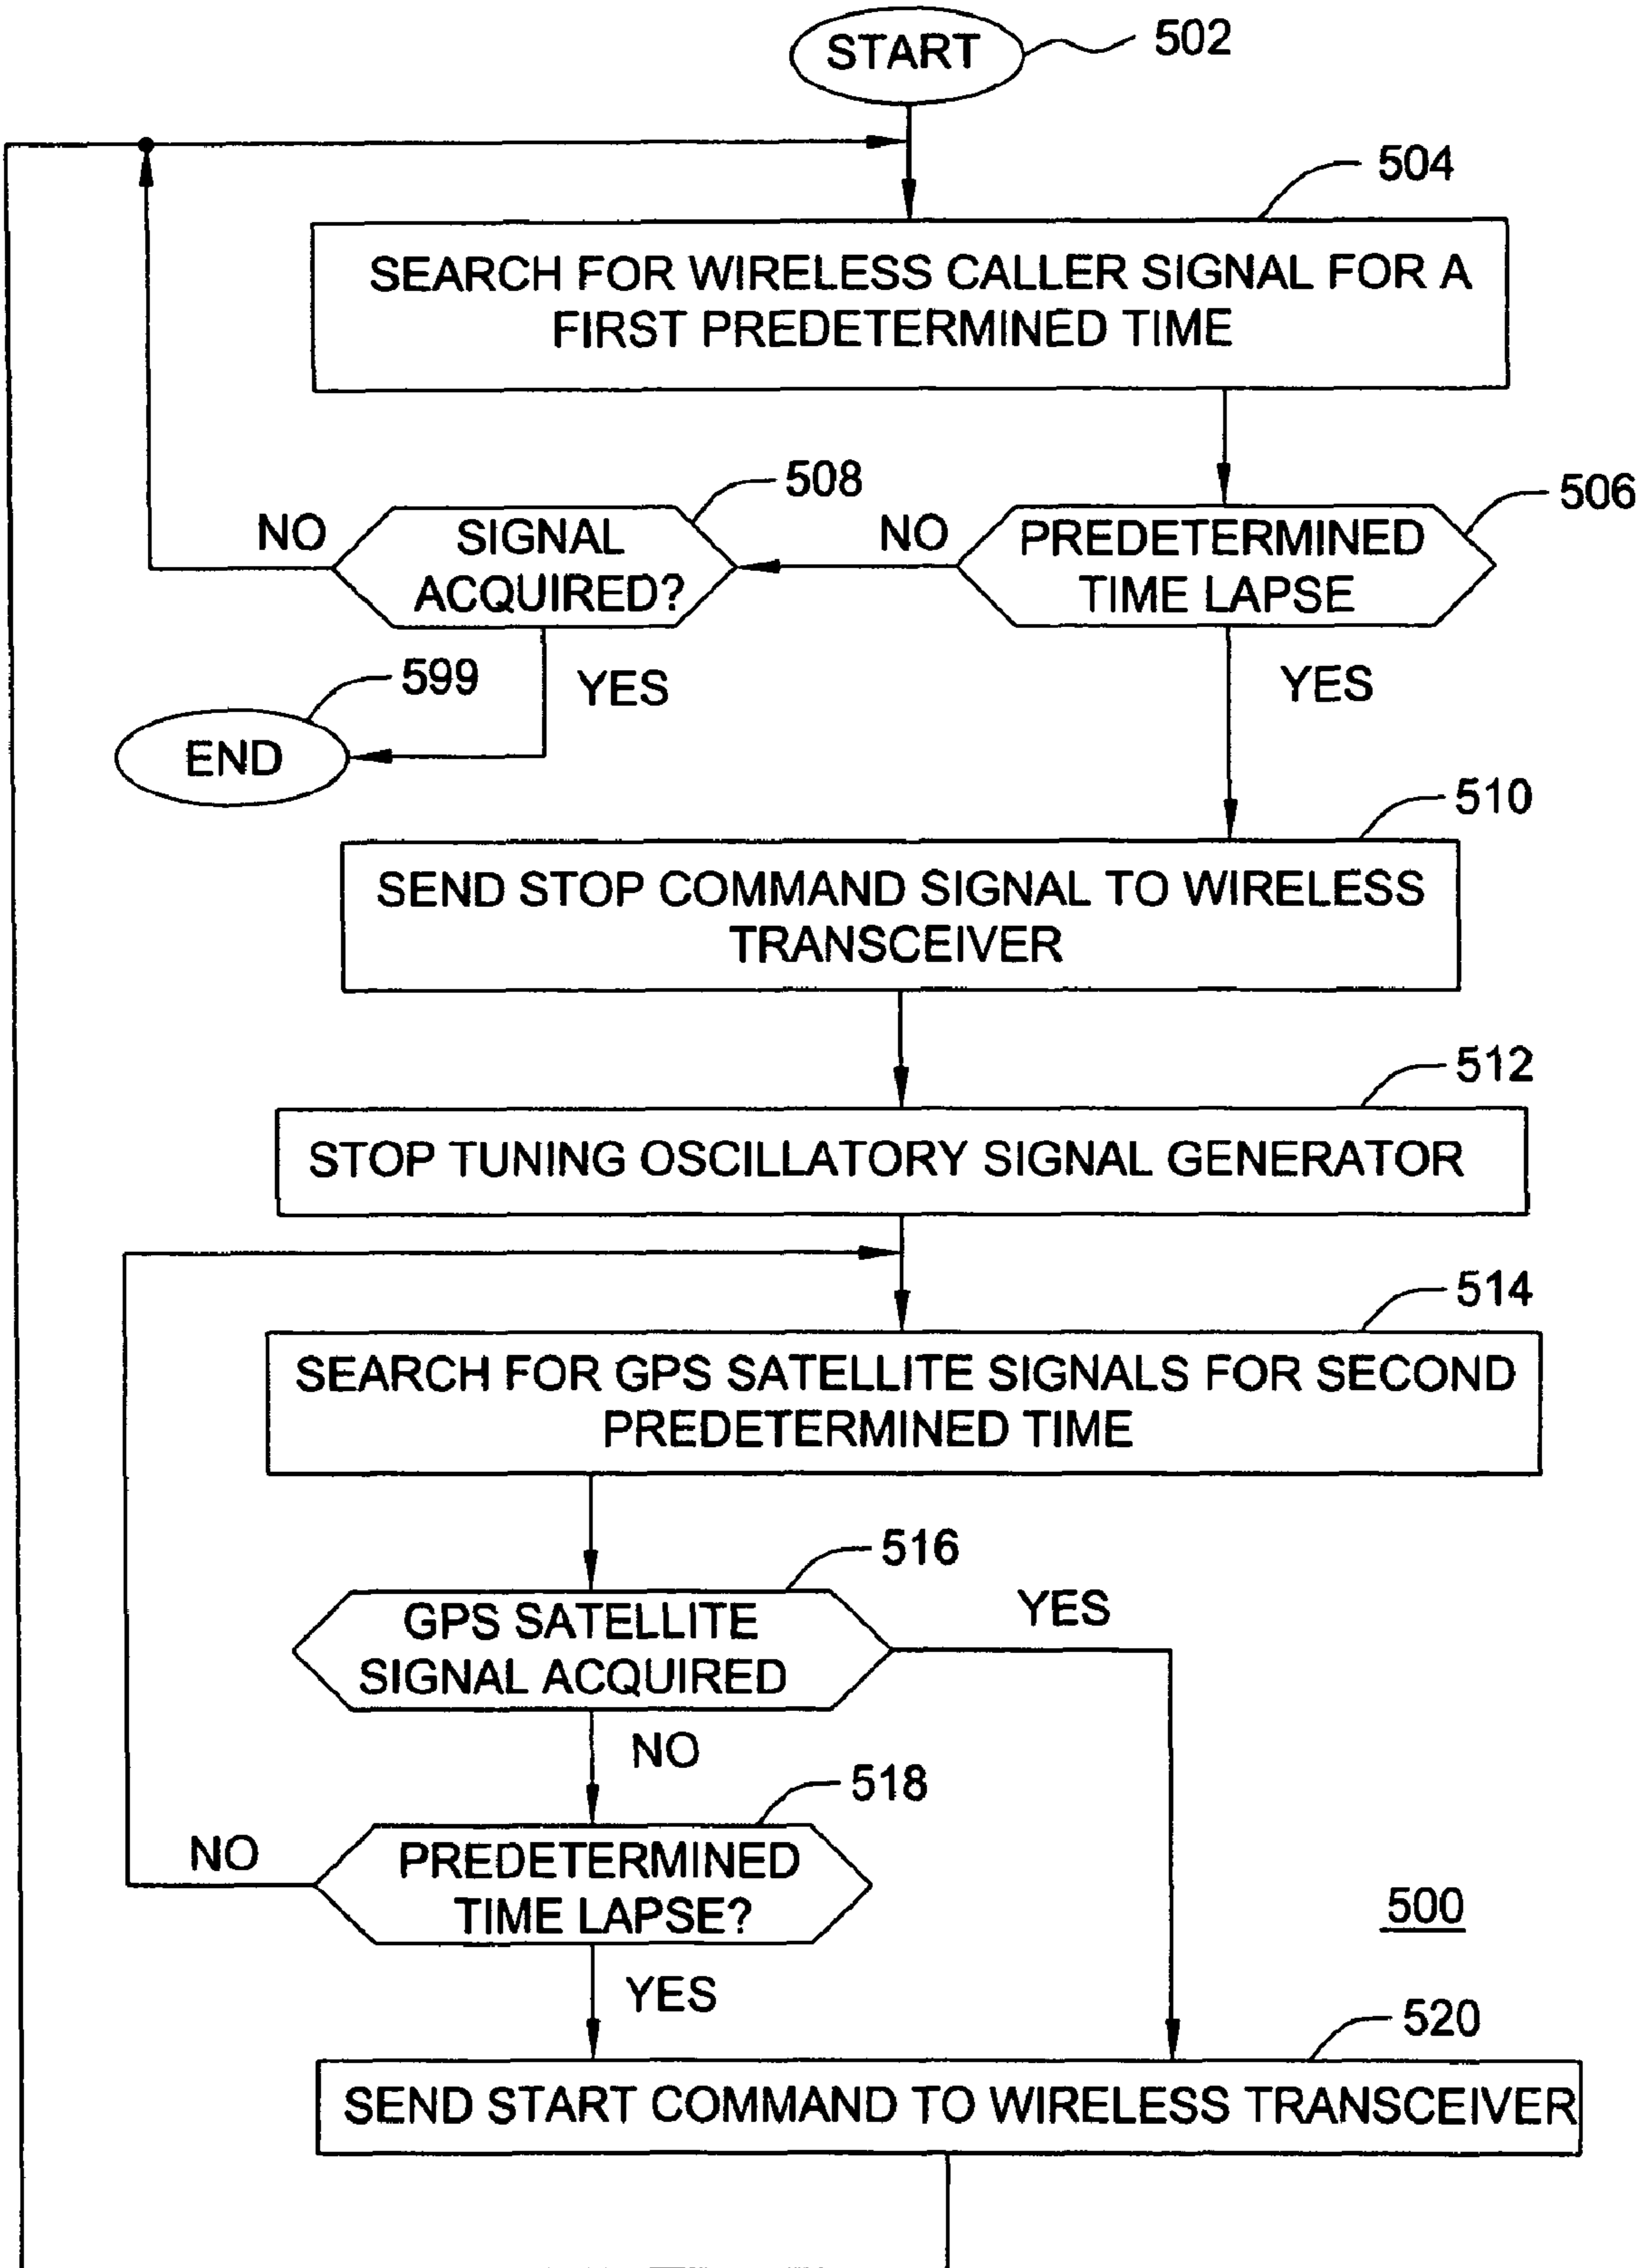 START
502
504
SEARCH FOR WIRELESS CALLER SIGNAL FOR A
FIRST PREDETERMINED TIME
508
506
NO
SIGNAL
ACQUIRED?
NO
PREDETERMINED
TIME LAPSE
599
YES
YES
END
510
SEND STOP COMMAND SIGNAL TO WIRELESS
TRANSCEIVER
512
STOP TUNING OSCILLATORY SIGNAL GENERATOR
514
SEARCH FOR GPS SATELLITE SIGNALS FOR SECOND
PREDETERMINED TIME
516
YES
GPS SATELLITE
SIGNAL ACQUIRED
NO
518
NO
PREDETERMINED
TIME LAPSE?
500
YES
520
SEND START COMMAND TO WIRELESS TRANSCEIVER